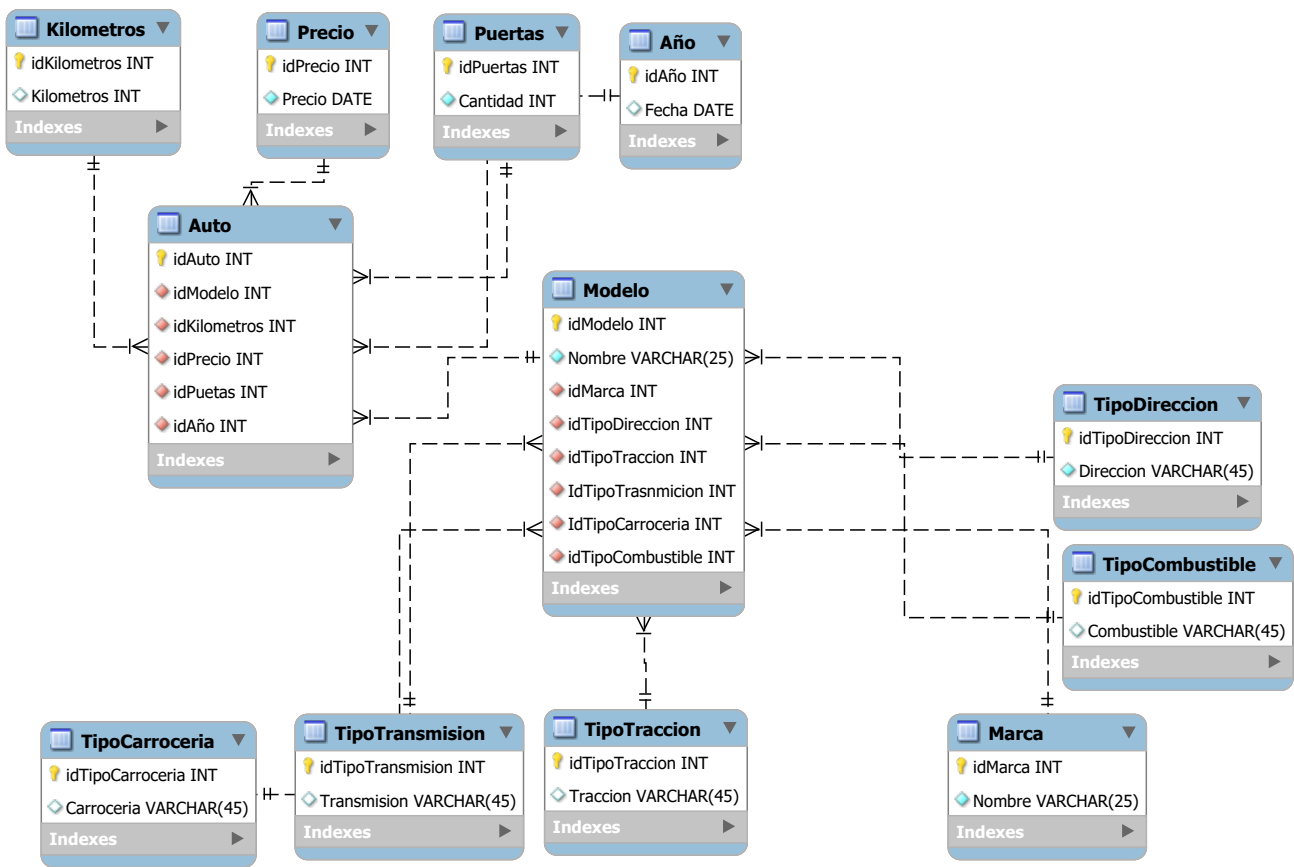 Kilometros
idKilometros INT
Kilometros INT
Indexes
Precio
idPrecio INT
Precio DATE
Indexes
Puertas
idPuertas INT
Cantidad INT
Indexes
Año
idAño INT
Fecha DATE
Indexes
Auto
idAuto INT
idModelo INT
idKilometros INT
idPrecio INT
idPuetas INT
idAño INT
Indexes
Modelo
idModelo INT
Nombre VARCHAR(25)
idMarca INT
idTipoDireccion INT
idTipoTraccion INT
IdTipoTrasnmicion INT
IdTipoCarroceria INT
idTipoCombustible INT
Indexes
TipoDireccion
idTipoDireccion INT
Direccion VARCHAR(45)
Indexes
TipoCombustible
idTipoCombustible INT
Combustible VARCHAR(45)
Indexes
TipoCarroceria
idTipoCarroceria INT
Carroceria VARCHAR(45)
Indexes
TipoTransmision
idTipoTransmision INT
Transmision VARCHAR(45)
Indexes
TipoTraccion
idTipoTraccion INT
Traccion VARCHAR(45)
Indexes
Marca
idMarca INT
Nombre VARCHAR(25)
Indexes